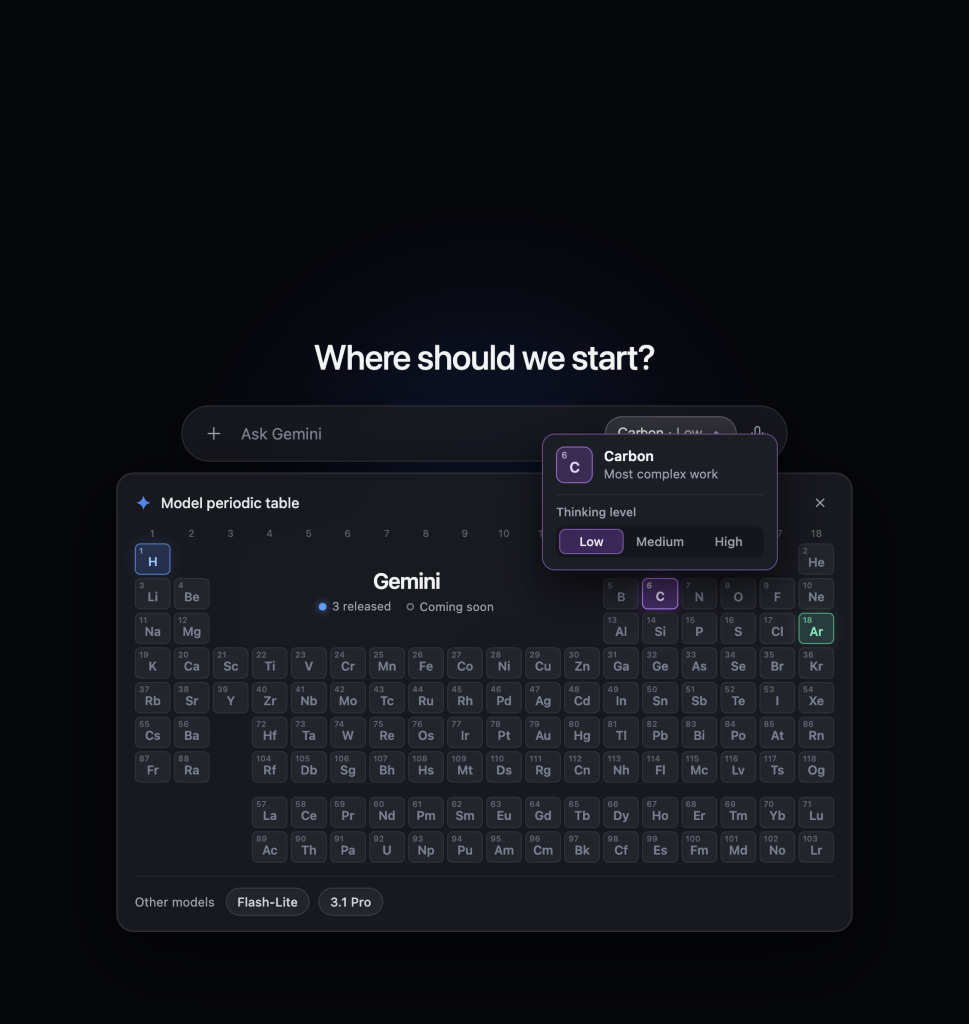 Where should we start?
Ask Gemini
Carbon · Low
6
C
Carbon
Most complex work
Thinking level
Low Medium High
Model periodic table
1 2 3 4 5 6 7 8 9 10 18
1 H 2 He
Gemini
3 released Coming soon
3 Li 4 Be 5 B 6 C 7 N 8 O 9 F 10 Ne
11 Na 12 Mg 13 Al 14 Si 15 P 16 S 17 Cl 18 Ar
19 K 20 Ca 21 Sc 22 Ti 23 V 24 Cr 25 Mn 26 Fe 27 Co 28 Ni 29 Cu 30 Zn 31 Ga 32 Ge 33 As 34 Se 35 Br 36 Kr
37 Rb 38 Sr 39 Y 40 Zr 41 Nb 42 Mo 43 Tc 44 Ru 45 Rh 46 Pd 47 Ag 48 Cd 49 In 50 Sn 51 Sb 52 Te 53 I 54 Xe
55 Cs 56 Ba 72 Hf 73 Ta 74 W 75 Re 76 Os 77 Ir 78 Pt 79 Au 80 Hg 81 Tl 82 Pb 83 Bi 84 Po 85 At 86 Rn
87 Fr 88 Ra 104 Rf 105 Db 106 Sg 107 Bh 108 Hs 109 Mt 110 Ds 111 Rg 112 Cn 113 Nh 114 Fl 115 Mc 116 Lv 117 Ts 118 Og
57 La 58 Ce 59 Pr 60 Nd 61 Pm 62 Sm 63 Eu 64 Gd 65 Tb 66 Dy 67 Ho 68 Er 69 Tm 70 Yb 71 Lu
89 Ac 90 Th 91 Pa 92 U 93 Np 94 Pu 95 Am 96 Cm 97 Bk 98 Cf 99 Es 100 Fm 101 Md 102 No 103 Lr
Other models Flash-Lite 3.1 Pro